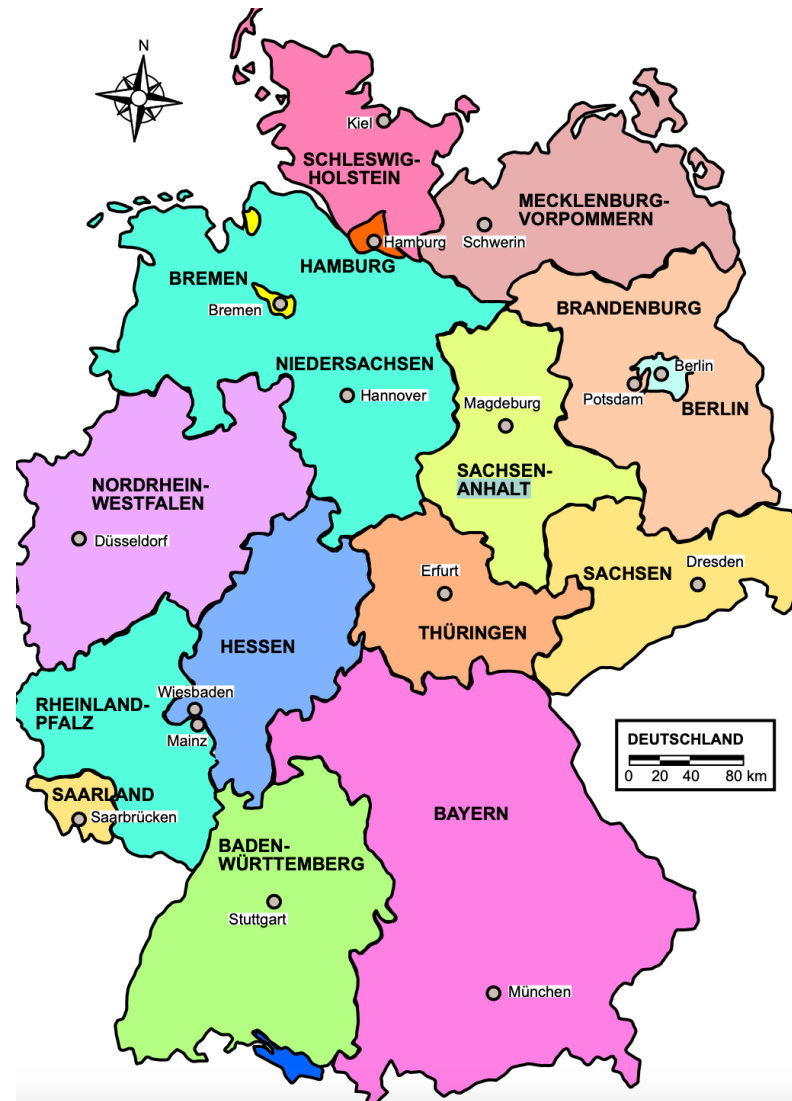 N
Kiel
SCHLESWIG-
HOLSTEIN
MECKLENBURG-
VORPOMMERN
Hamburg
Schwerin
HAMBURG
BREMEN
Bremen
BRANDENBURG
NIEDERSACHSEN
Berlin
Hannover
Potsdam
Magdeburg
BERLIN
NORDRHEIN-
WESTFALEN
SACHSEN-
ANHALT
Düsseldorf
Erfurt
SACHSEN
Dresden
THÜRINGEN
HESSEN
Wiesbaden
RHEINLAND-
PFALZ
Mainz
DEUTSCHLAND
0 20 40 80 km
SAARLAND
Saarbrücken
BAYERN
BADEN-
WÜRTTEMBERG
Stuttgart
München